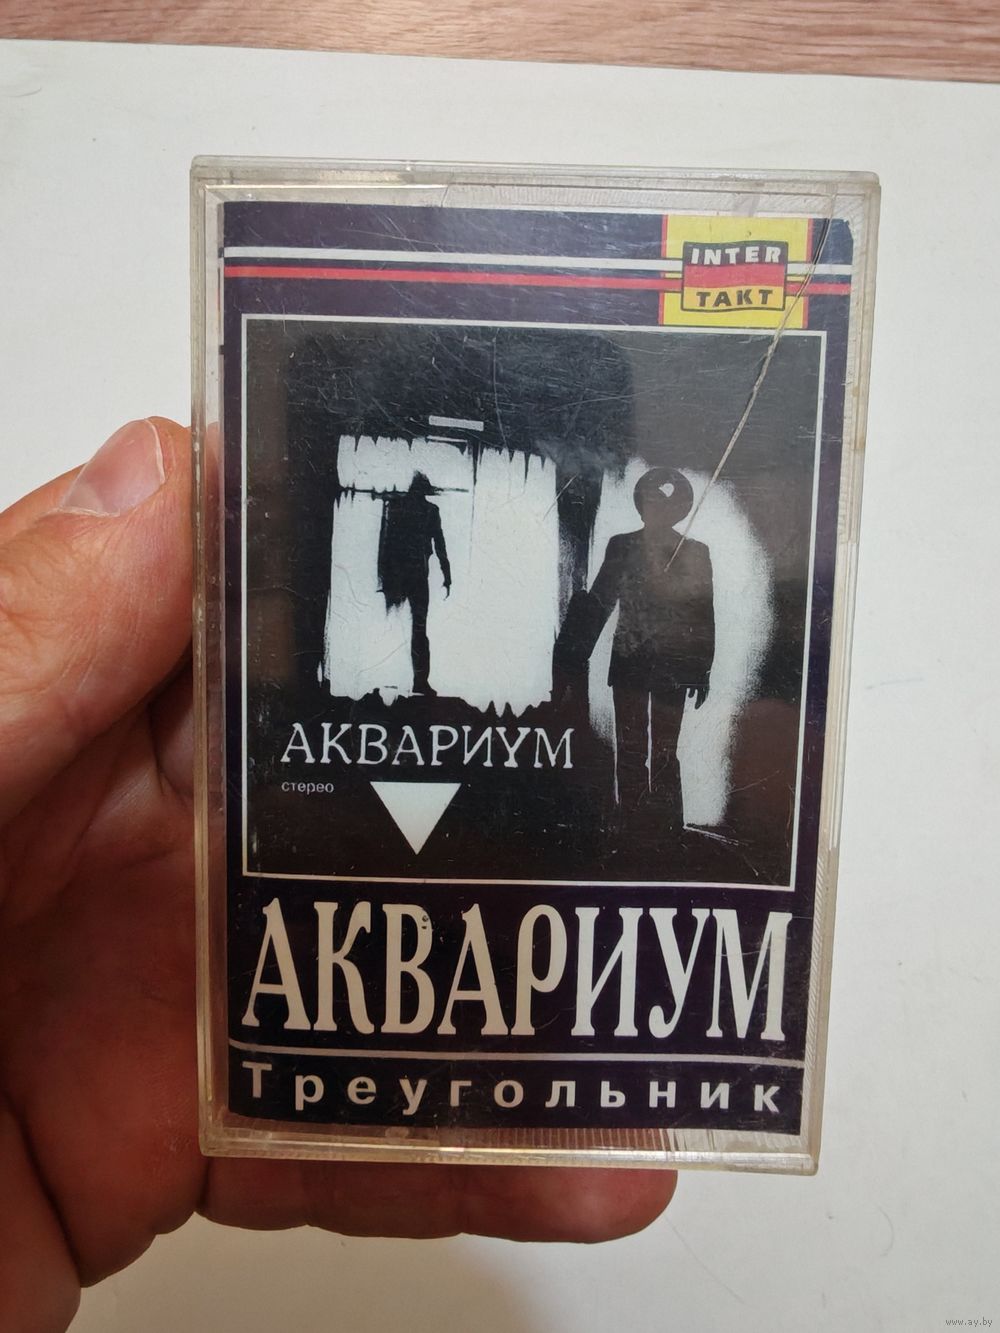 INTER
TAKT
АКВАРИУМ
стерео
АКВАРИУМ
Треугольник
www.ay.by